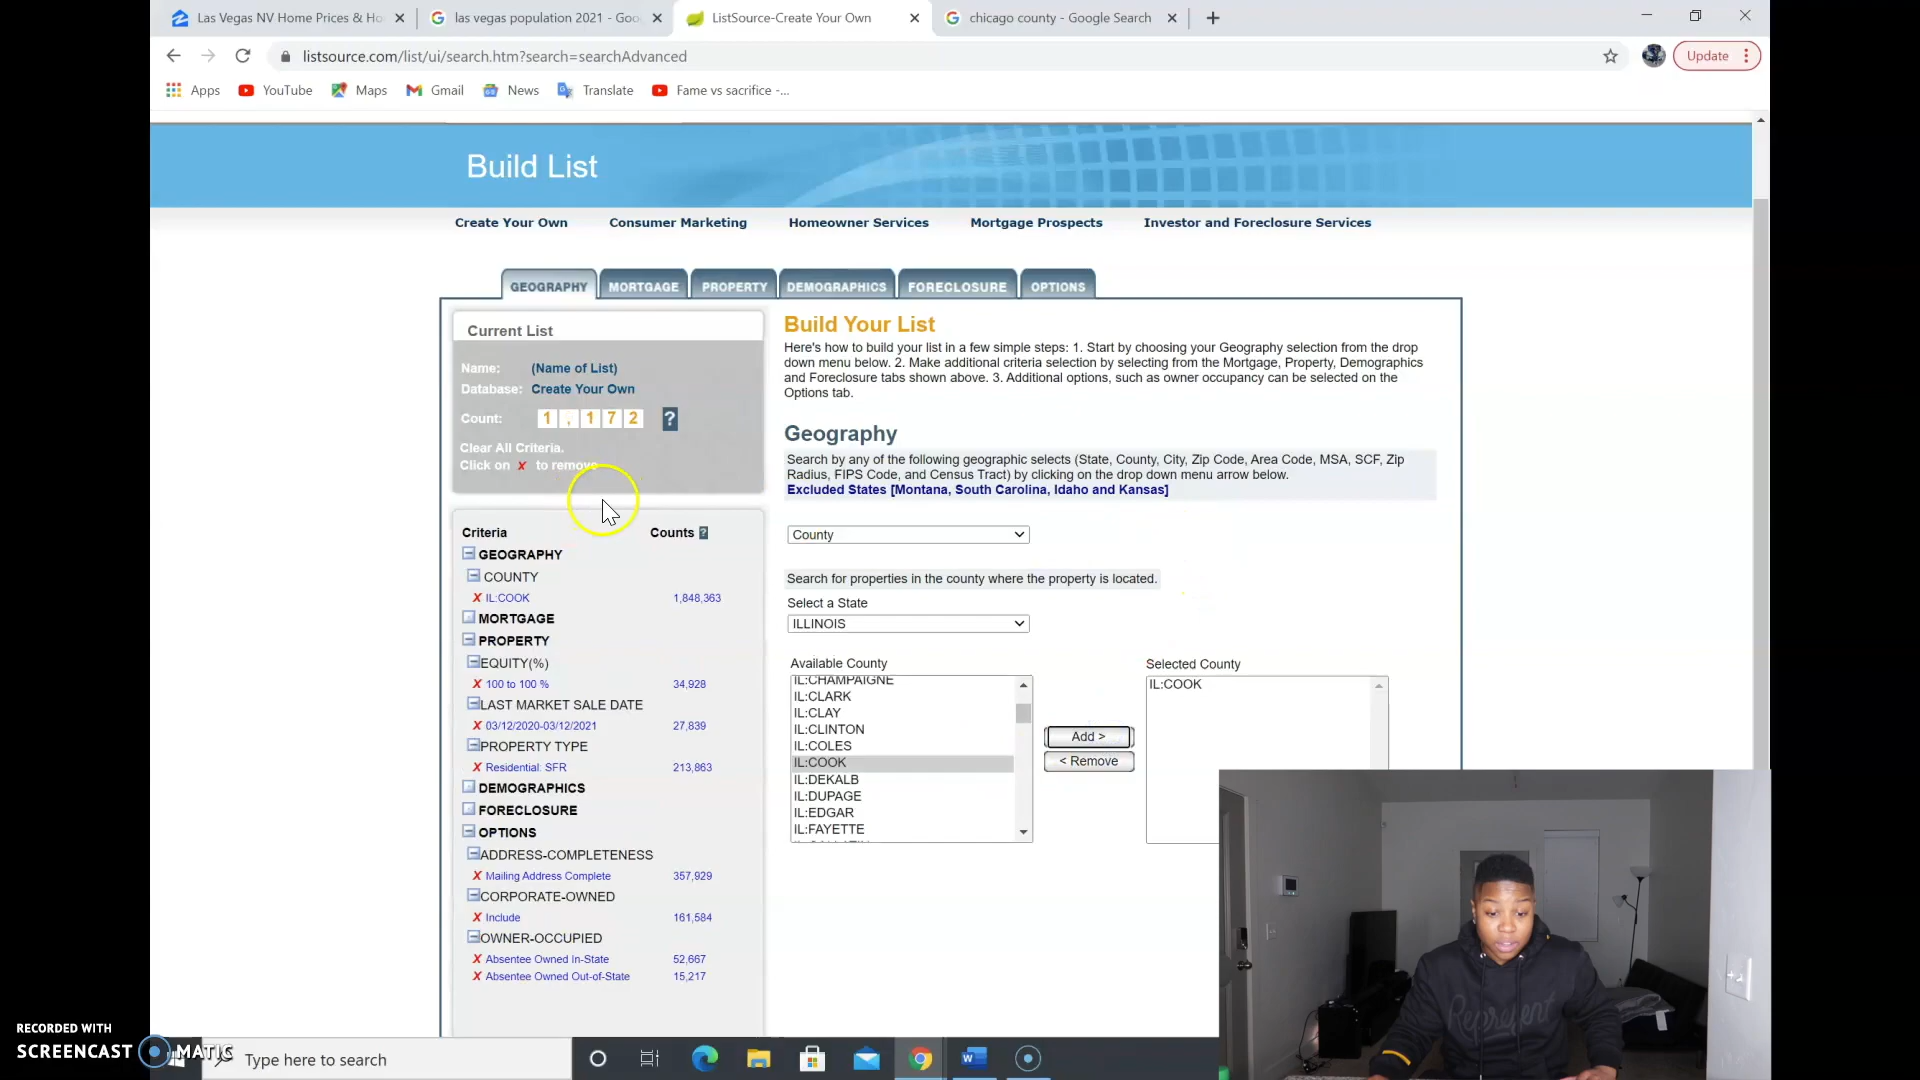 Las Vegas NV Home Prices & Ho
las vegas population 2021 - Goo
ListSource-Create Your Own
chicago county - Google Search
listsource.com/list/ui/search.htm?search=searchAdvanced
Update
Apps
YouTube
Maps
Gmail
News
Translate
Fame vs sacrifice -...
Build List
Create Your Own
Consumer Marketing
Homeowner Services
Mortgage Prospects
Investor and Foreclosure Services
GEOGRAPHY
MORTGAGE
PROPERTY
DEMOGRAPHICS
FORECLOSURE
OPTIONS
Current List
Name: (Name of List)
Database: Create Your Own
Count: 1,172 ?
Clear All Criteria.
Click on X to remove
Criteria Counts ?
GEOGRAPHY
COUNTY
X IL:COOK 1,848,363
MORTGAGE
PROPERTY
EQUITY(%)
X 100 to 100 % 34,928
LAST MARKET SALE DATE
X 03/12/2020-03/12/2021 27,839
PROPERTY TYPE
X Residential: SFR 213,863
DEMOGRAPHICS
FORECLOSURE
OPTIONS
ADDRESS-COMPLETENESS
X Mailing Address Complete 357,929
CORPORATE-OWNED
X Include 161,584
OWNER-OCCUPIED
X Absentee Owned In-State 52,667
X Absentee Owned Out-of-State 15,217
Build Your List
Here's how to build your list in a few simple steps: 1. Start by choosing your Geography selection from the drop
down menu below. 2. Make additional criteria selection by selecting from the Mortgage, Property, Demographics
and Foreclosure tabs shown above. 3. Additional options, such as owner occupancy can be selected on the
Options tab.
Geography
Search by any of the following geographic selects (State, County, City, Zip Code, Area Code, MSA, SCF, Zip
Radius, FIPS Code, and Census Tract) by clicking on the drop down menu arrow below.
Excluded States [Montana, South Carolina, Idaho and Kansas]
County
Search for properties in the county where the property is located.
Select a State
ILLINOIS
Available County
IL:CHAMPAIGNE
IL:CLARK
IL:CLAY
IL:CLINTON
IL:COLES
IL:COOK
IL:DEKALB
IL:DUPAGE
IL:EDGAR
IL:FAYETTE
Add >
< Remove
Selected County
IL:COOK
Represent
RECORDED WITH
SCREENCAST MATIC
Type here to search